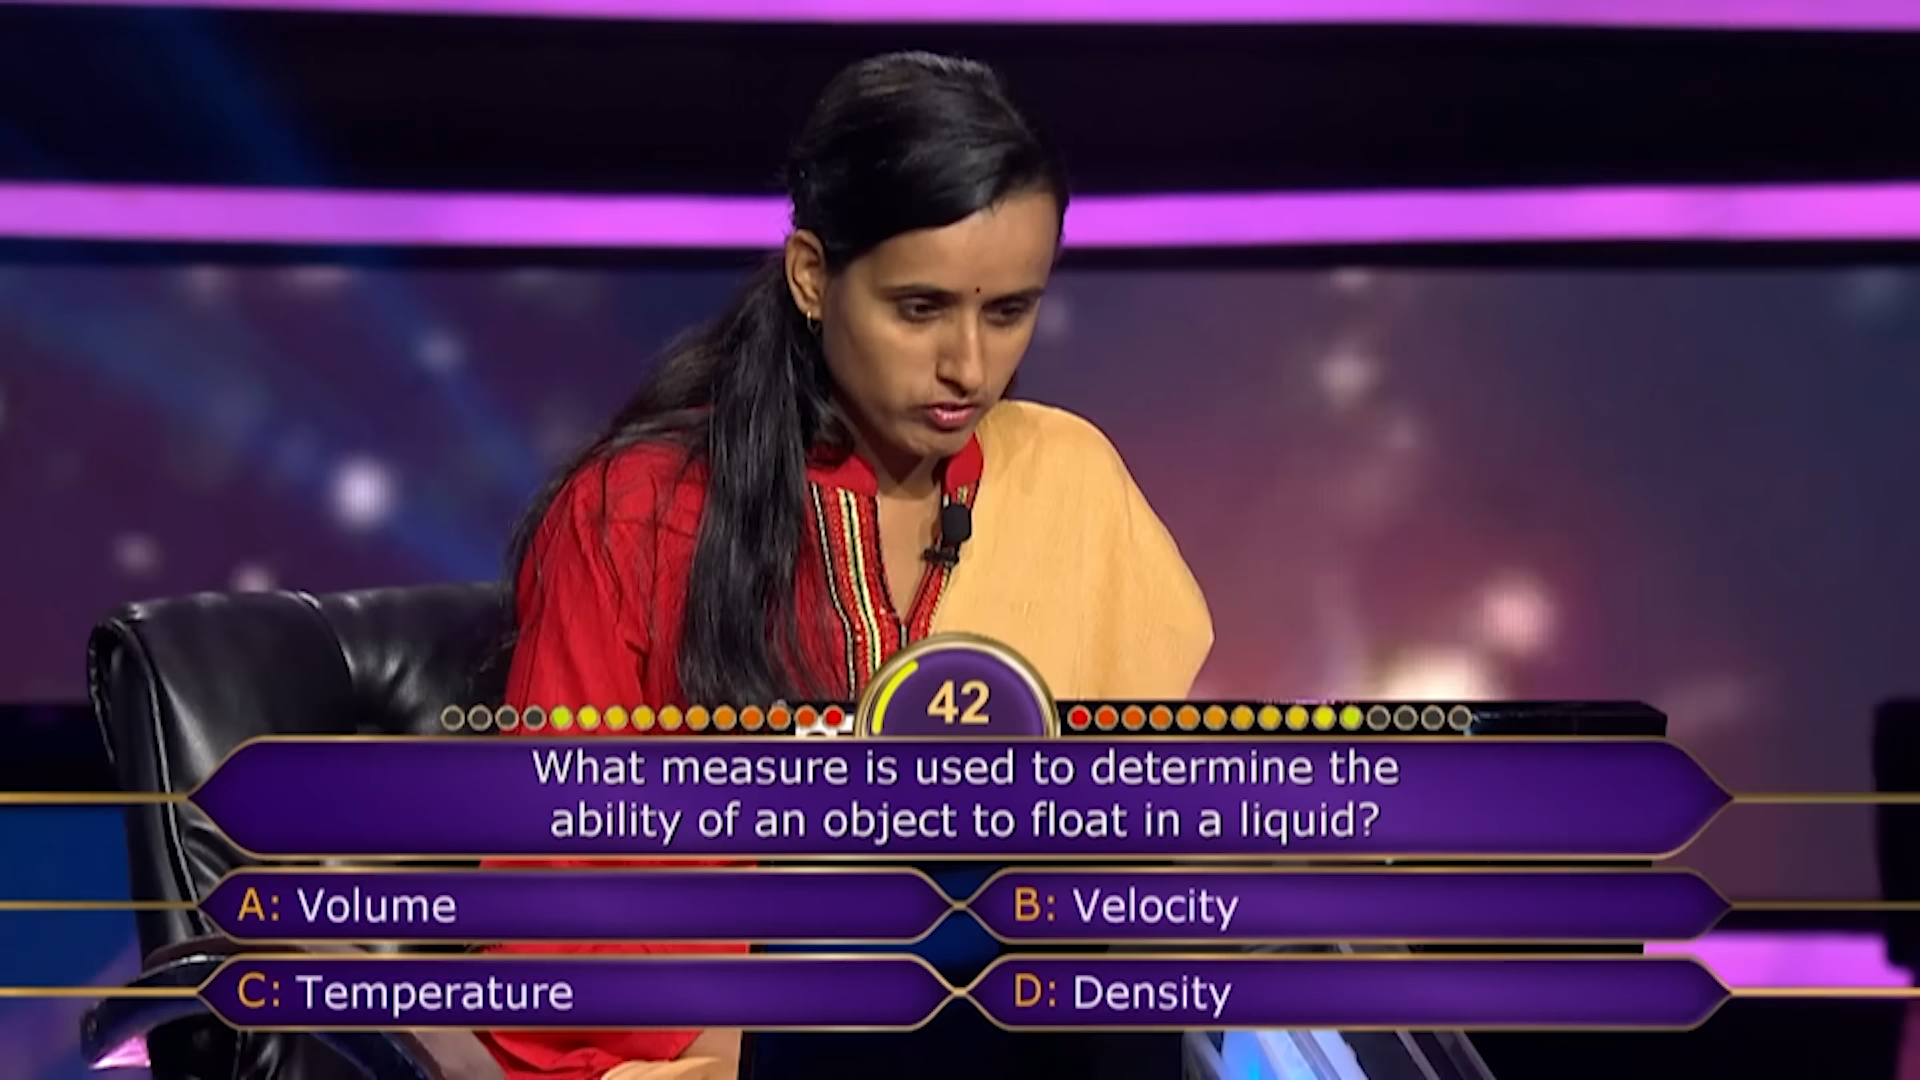 42
What measure is used to determine the
ability of an object to float in a liquid?
A: Volume
B: Velocity
C: Temperature
D: Density